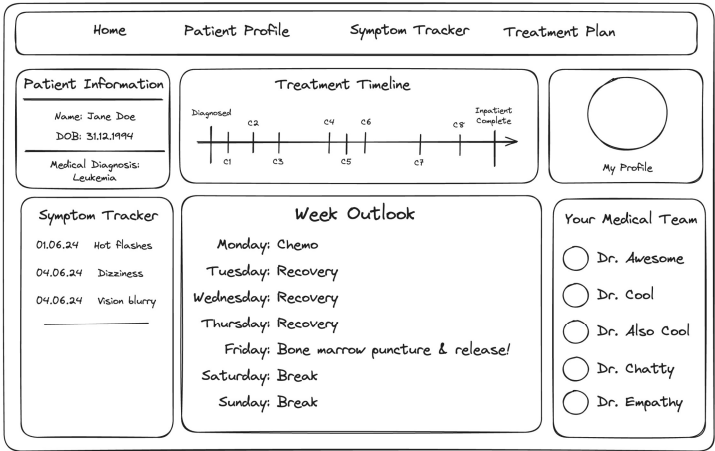 Home Patient Profile Symptom Tracker Treatment Plan
Patient Information
Name: Jane Doe
DOB: 31.12.1994
Medical Diagnosis:
Leukemia
Treatment Timeline
Diagnosed
C1
C2
C3
C4
C5
C6
C7
C8
Inpatient
Complete
My Profile
Symptom Tracker
01.06.24 Hot flashes
04.06.24 Dizziness
04.06.24 Vision blurry
Week Outlook
Monday: Chemo
Tuesday: Recovery
Wednesday: Recovery
Thursday: Recovery
Friday: Bone marrow puncture & release!
Saturday: Break
Sunday: Break
Your Medical Team
Dr. Awesome
Dr. Cool
Dr. Also Cool
Dr. Chatty
Dr. Empathy